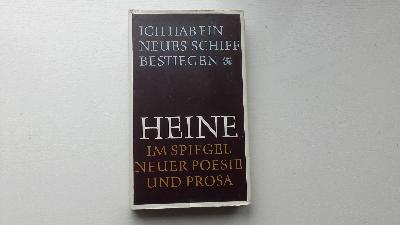 ICH HAB EIN
NEUES SCHIFF
BESTIEGEN
HEINE
IM SPIEGEL
NEUER POESIE
UND PROSA